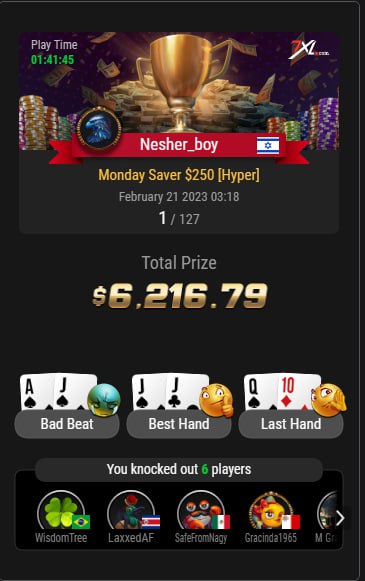 Play Time
01:41:45
7XL.com
Nesher_boy
Monday Saver $250 [Hyper]
February 21 2023 03:18
1 / 127
Total Prize
$6,216.79
A J J J Q 10
Bad Beat Best Hand Last Hand
You knocked out 6 players
WisdomTree LaxxedAF SafeFromNagy Gracinda1965 M Gr